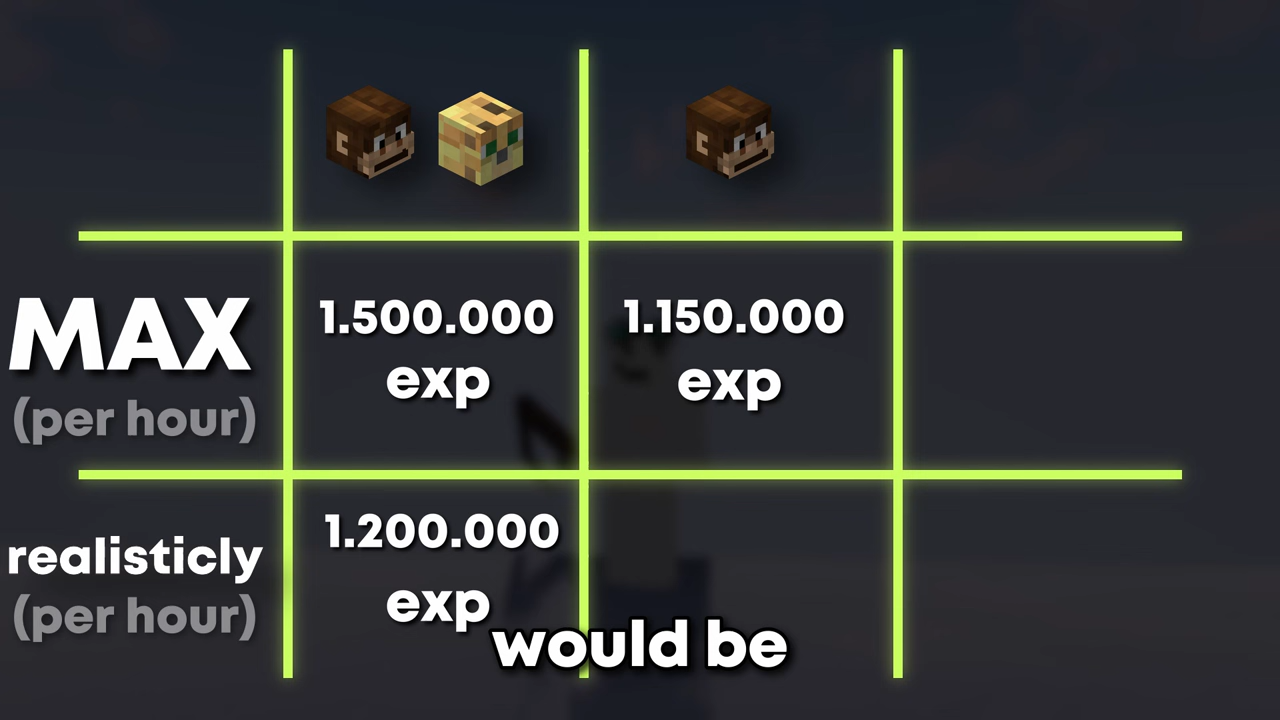 MAX
(per hour)
1.500.000
exp
1.150.000
exp
realisticly
(per hour)
1.200.000
exp
would be